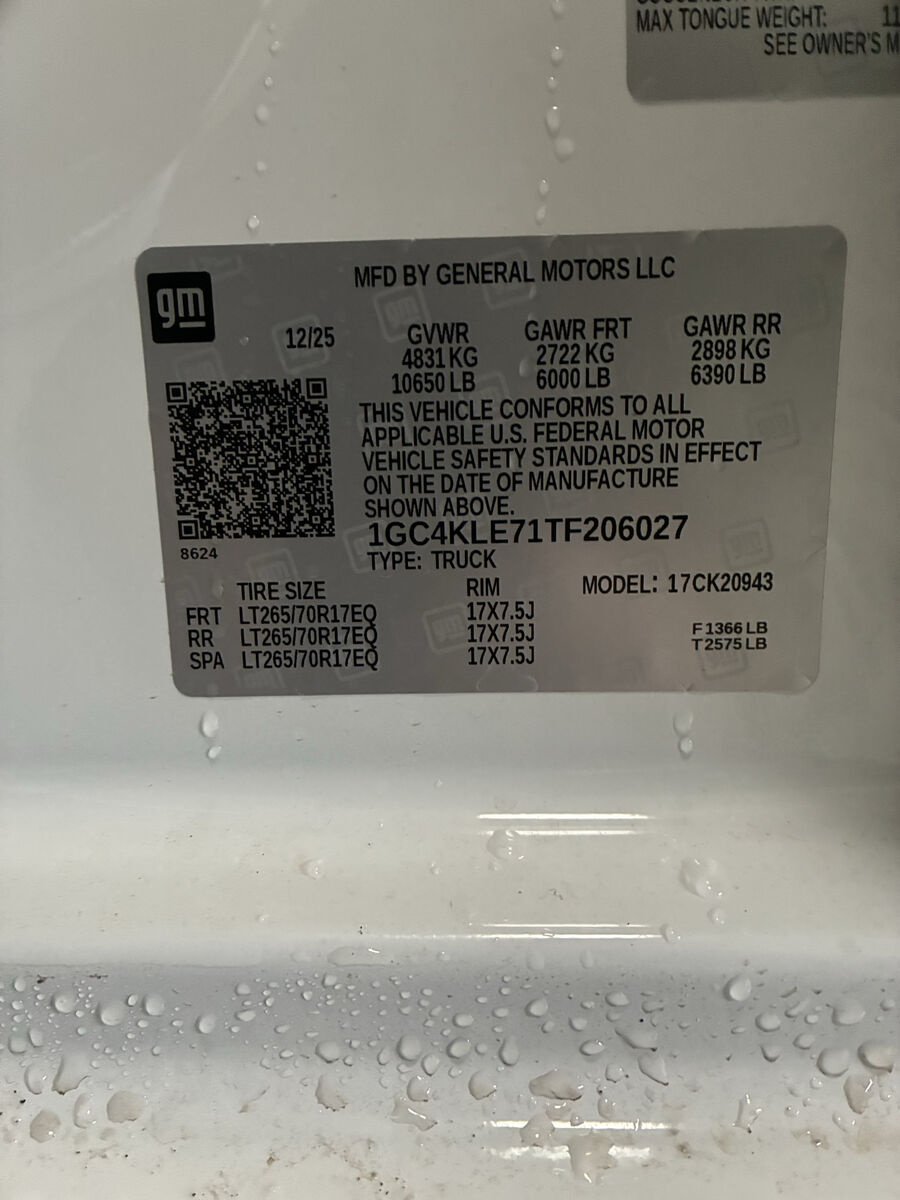 MAX TONGUE WEIGHT: 11
SEE OWNER'S M
gm
MFD BY GENERAL MOTORS LLC
12/25 GVWR GAWR FRT GAWR RR
4831 KG 2722 KG 2898 KG
10650 LB 6000 LB 6390 LB
THIS VEHICLE CONFORMS TO ALL
APPLICABLE U.S. FEDERAL MOTOR
VEHICLE SAFETY STANDARDS IN EFFECT
ON THE DATE OF MANUFACTURE
SHOWN ABOVE.
1GC4KLE71TF206027
8624
TYPE: TRUCK
TIRE SIZE RIM MODEL: 17CK20943
FRT LT265/70R17EQ 17X7.5J
RR LT265/70R17EQ 17X7.5J
SPA LT265/70R17EQ 17X7.5J
F 1366 LB
T 2575 LB